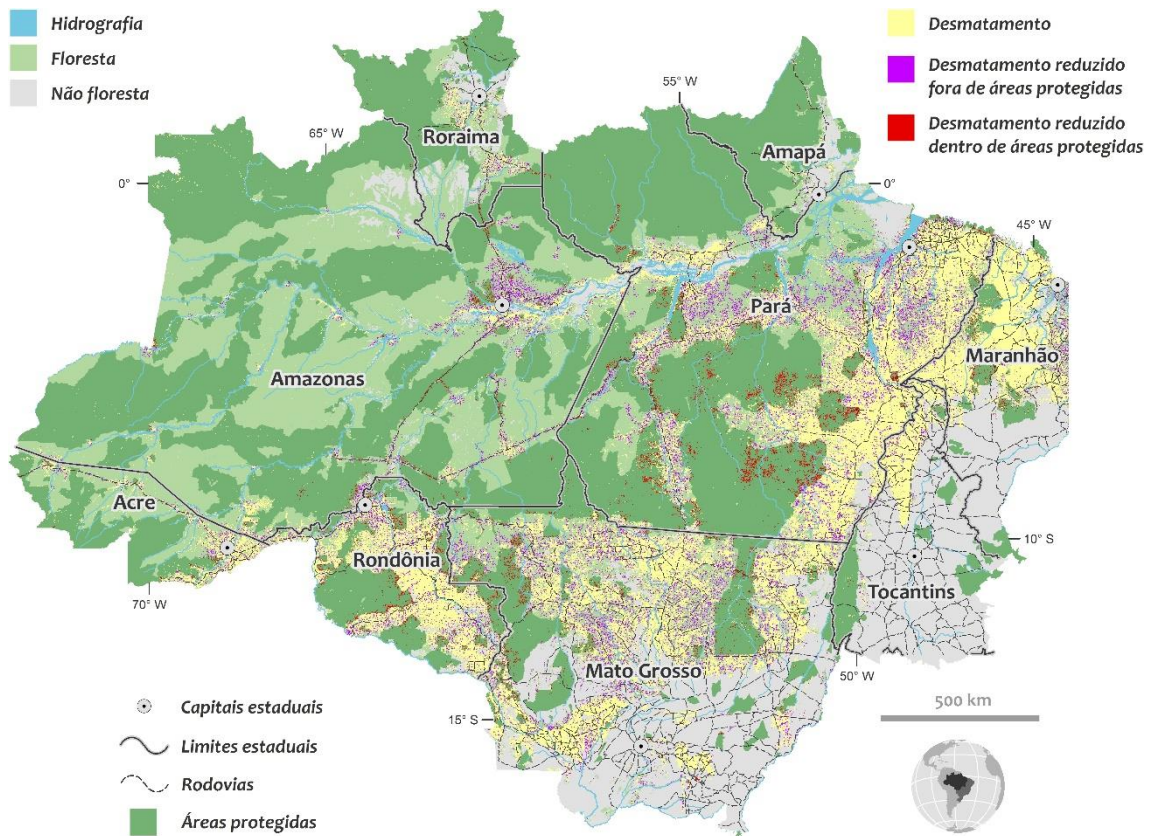 Hidrografia
Floresta
Não floresta
Desmatamento
Desmatamento reduzido
fora de áreas protegidas
Desmatamento reduzido
dentro de áreas protegidas
55° W
65° W
Roraima
Amapá
0°
0°
45° W
Pará
Maranhão
Amazonas
Acre
Rondônia
10° S
70° W
Tocantins
Mato Grosso
50° W
500 km
15° S
Capitais estaduais
Limites estaduais
Rodovias
Áreas protegidas